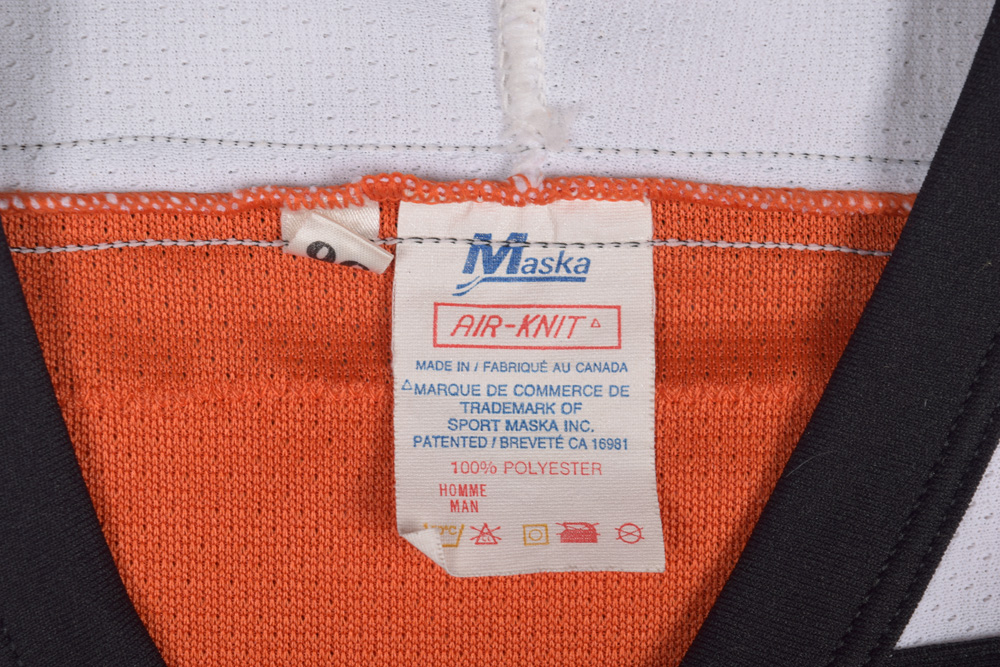 Maska
AIR-KNIT △
MADE IN / FABRIQUÉ AU CANADA
△MARQUE DE COMMERCE DE
TRADEMARK OF
SPORT MASKA INC.
PATENTED / BREVETÉ CA 16981
100% POLYESTER
HOMME
MAN